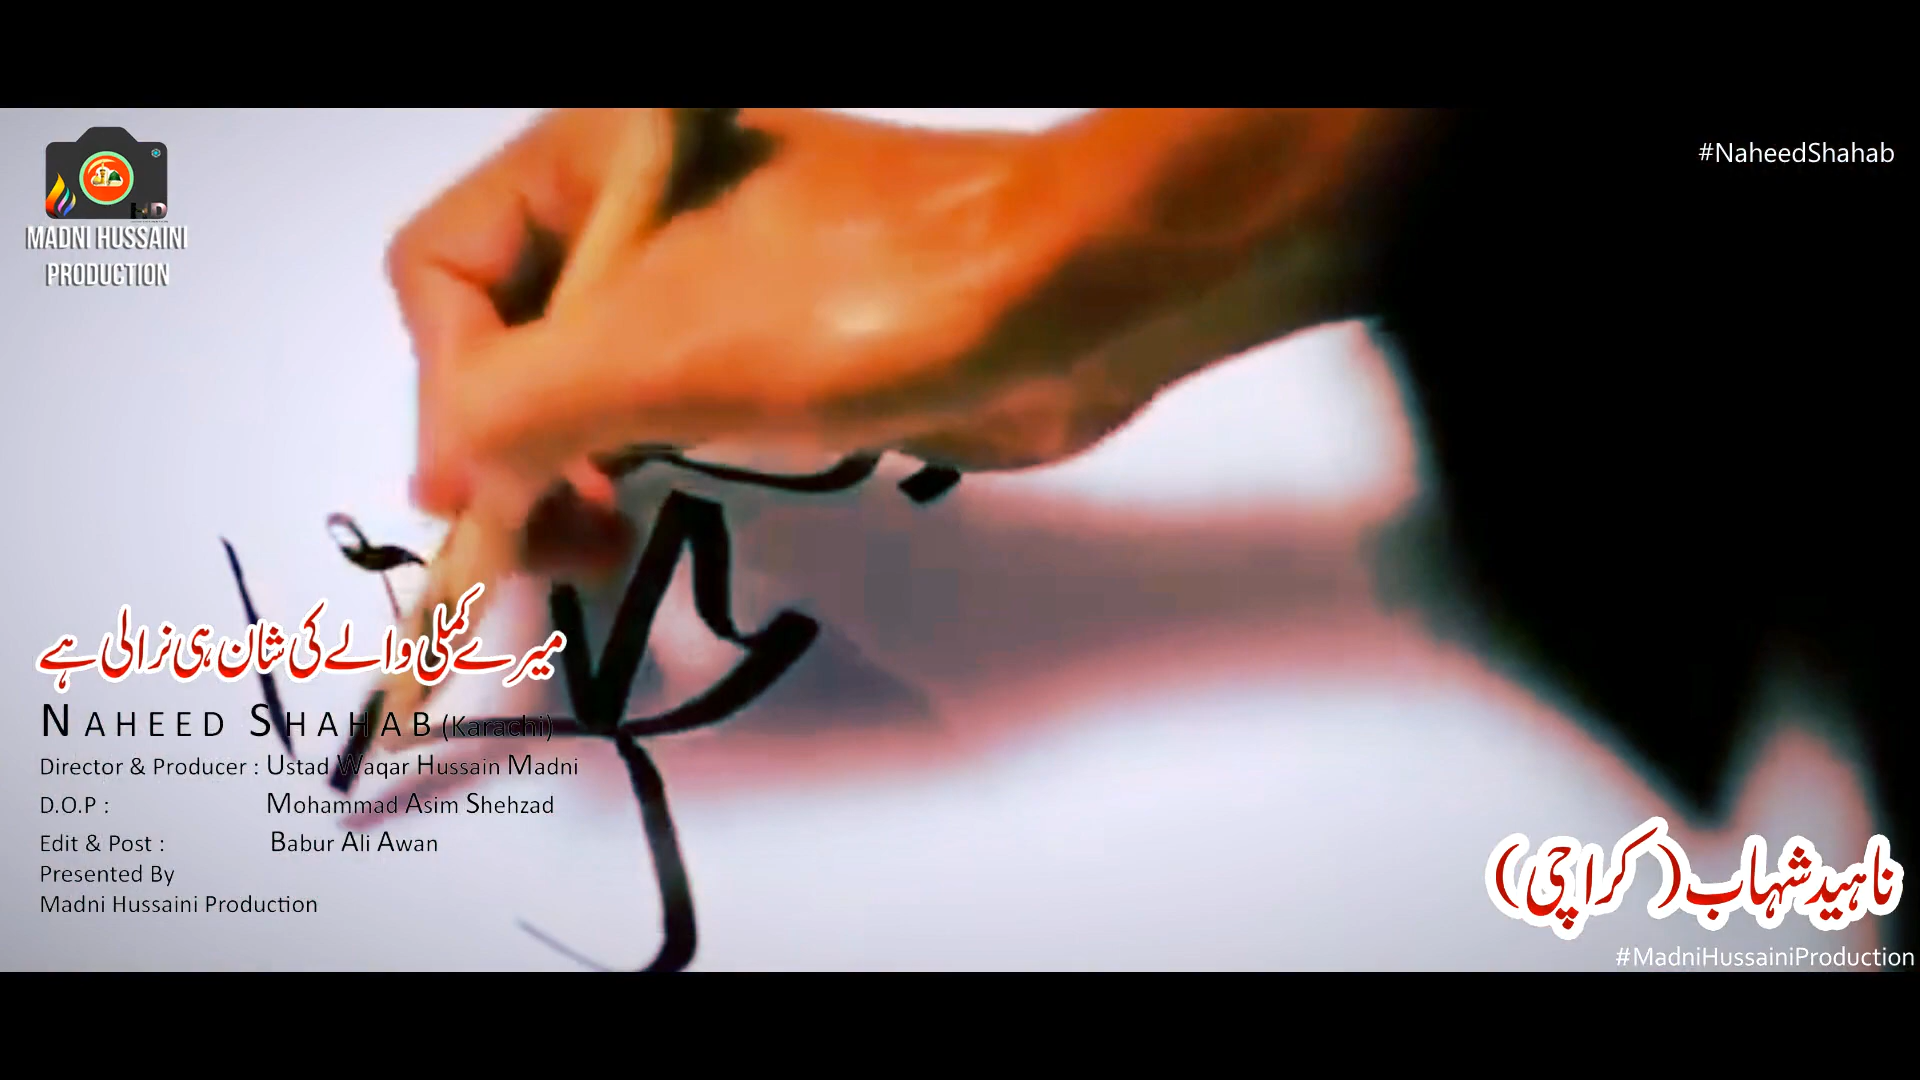 MADNI HUSSAINI
PRODUCTION
#NaheedShahab
میرے کملی والے کی شان ہی نرالی ہے
NAHEED SHAHAB (Karachi)
Director & Producer : Ustad Waqar Hussain Madni
D.O.P : Mohammad Asim Shehzad
Edit & Post : Babur Ali Awan
Presented By
Madni Hussaini Production
ناہید شہاب (کراچی)
#MadniHussainiProduction